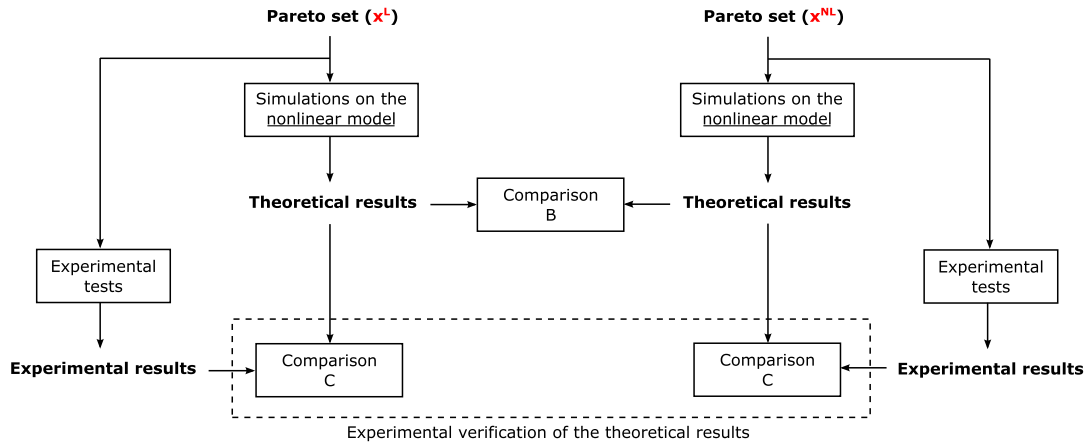 Pareto set (x^L)
Pareto set (x^NL)
Simulations on the
nonlinear model
Simulations on the
nonlinear model
Theoretical results
Comparison
B
Theoretical results
Experimental
tests
Experimental
tests
Experimental results
Comparison
C
Comparison
C
Experimental results
Experimental verification of the theoretical results